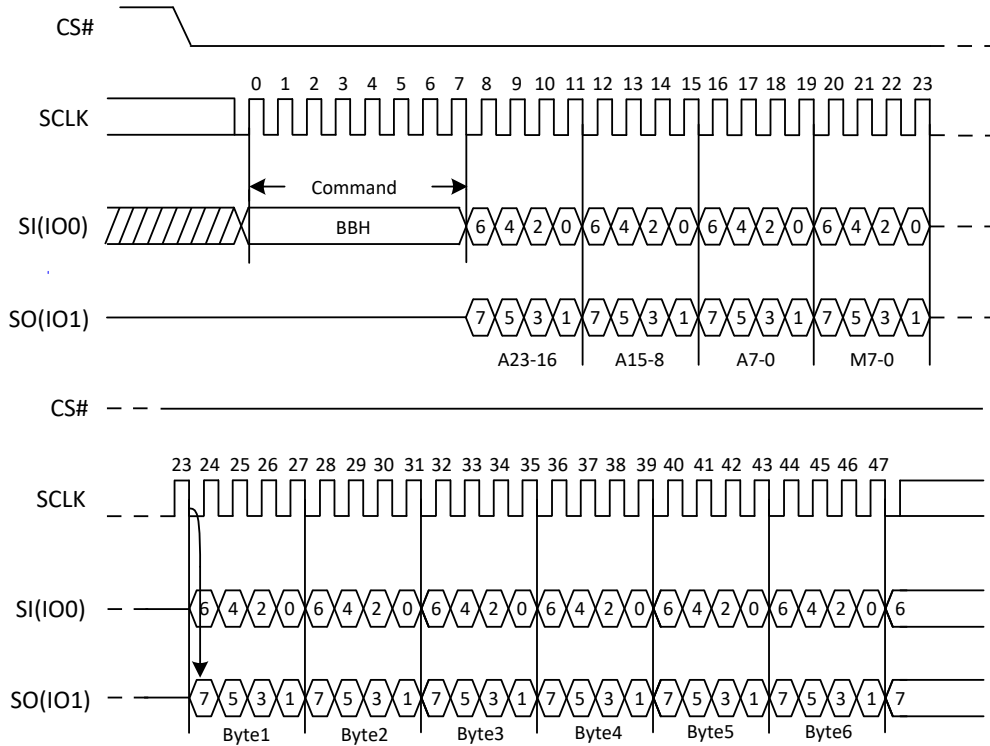 CS#
0 1 2 3 4 5 6 7 8 9 10 11 12 13 14 15 16 17 18 19 20 21 22 23
SCLK
Command
SI(IO0) BBH 6 4 2 0 6 4 2 0 6 4 2 0 6 4 2 0
SO(IO1) 7 5 3 1 7 5 3 1 7 5 3 1 7 5 3 1
A23-16 A15-8 A7-0 M7-0
CS#
23 24 25 26 27 28 29 30 31 32 33 34 35 36 37 38 39 40 41 42 43 44 45 46 47
SCLK
SI(IO0) 6 4 2 0 6 4 2 0 6 4 2 0 6 4 2 0 6 4 2 0 6 4 2 0 6
SO(IO1) 7 5 3 1 7 5 3 1 7 5 3 1 7 5 3 1 7 5 3 1 7 5 3 1 7
Byte1 Byte2 Byte3 Byte4 Byte5 Byte6